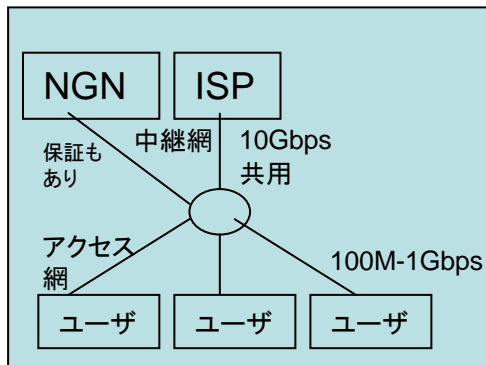 NGN
ISP
保証も
あり
中継網
10Gbps
共用
アクセス
網
100M-1Gbps
ユーザ
ユーザ
ユーザ